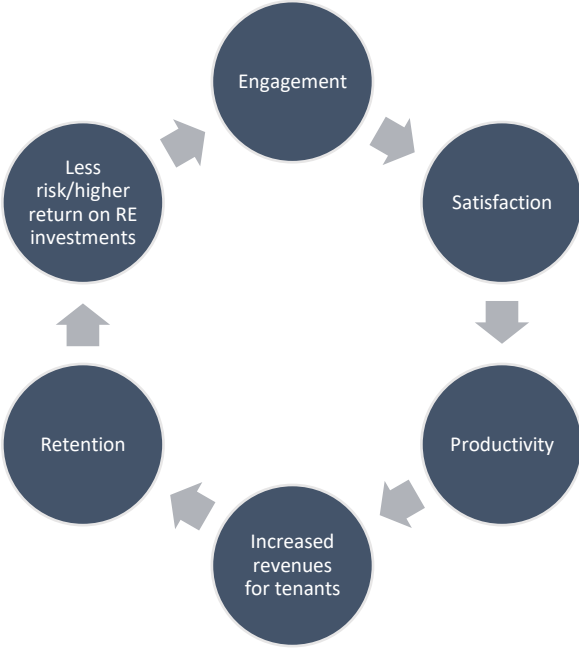 Engagement
Satisfaction
Productivity
Increased
revenues
for tenants
Retention
Less
risk/higher
return on RE
investments